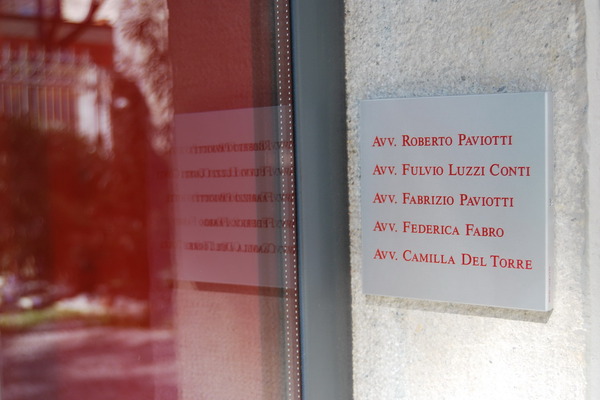 Avv. Roberto Paviotti
Avv. Fulvio Luzzi Conti
Avv. Fabrizio Paviotti
Avv. Federica Fabro
Avv. Camilla Del Torre